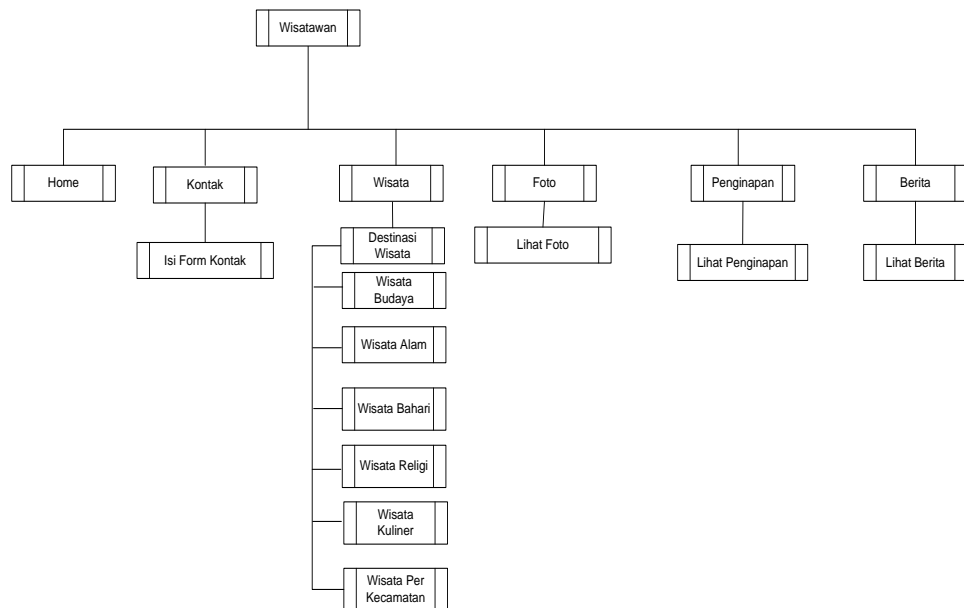 Wisatawan
Home
Kontak
Wisata
Foto
Penginapan
Berita
Isi Form Kontak
Destinasi
Wisata
Lihat Foto
Lihat Penginapan
Lihat Berita
Wisata
Budaya
Wisata Alam
Wisata Bahari
Wisata Religi
Wisata
Kuliner
Wisata Per
Kecamatan